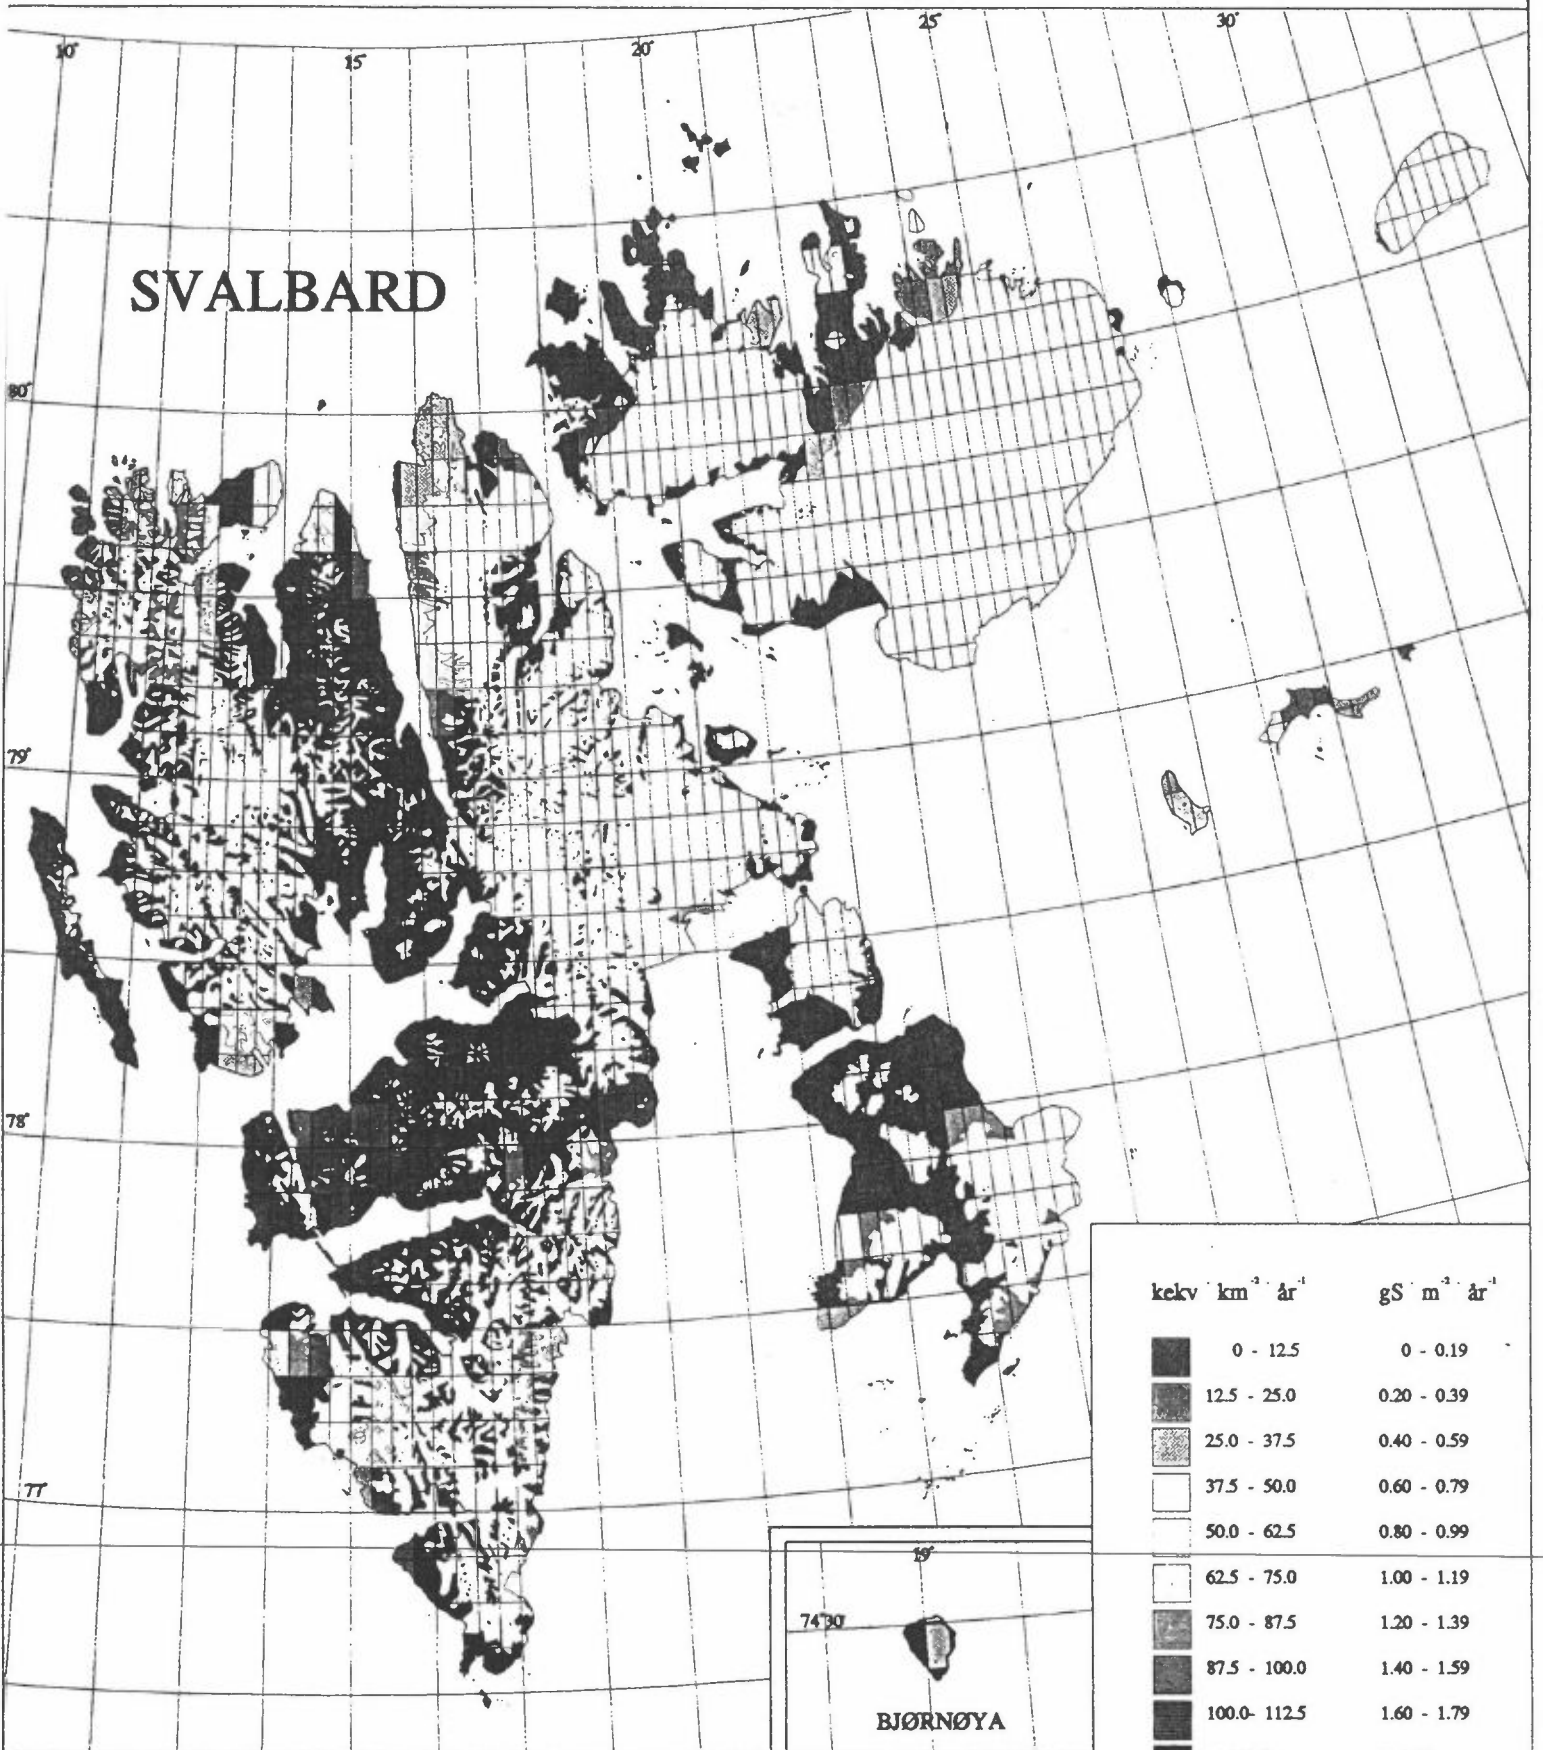 10° 15° 20° 25° 30°
SVALBARD
80°
79°
78°
77°
kekv · km⁻² · år⁻¹ gS · m⁻² · år⁻¹
0 - 12.5 0 - 0.19
12.5 - 25.0 0.20 - 0.39
25.0 - 37.5 0.40 - 0.59
37.5 - 50.0 0.60 - 0.79
50.0 - 62.5 0.80 - 0.99
62.5 - 75.0 1.00 - 1.19
75.0 - 87.5 1.20 - 1.39
87.5 - 100.0 1.40 - 1.59
100.0- 112.5 1.60 - 1.79
19°
74°30'
BJØRNØYA